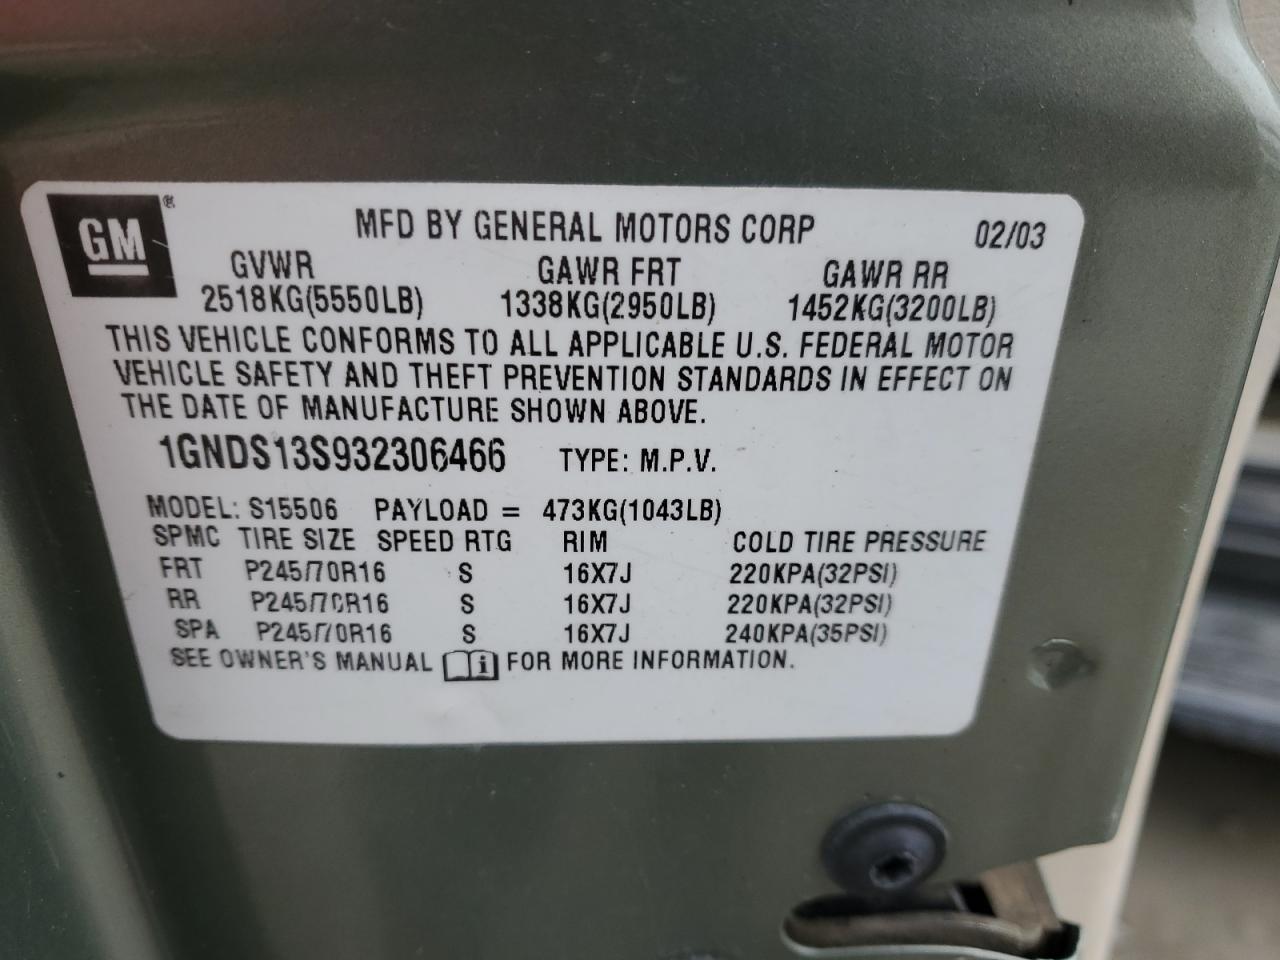 GM ®
MFD BY GENERAL MOTORS CORP 02/03
GVWR GAWR FRT GAWR RR
2518KG(5550LB) 1338KG(2950LB) 1452KG(3200LB)
THIS VEHICLE CONFORMS TO ALL APPLICABLE U.S. FEDERAL MOTOR
VEHICLE SAFETY AND THEFT PREVENTION STANDARDS IN EFFECT ON
THE DATE OF MANUFACTURE SHOWN ABOVE.
1GNDS13S932306466 TYPE: M.P.V.
MODEL: S15506 PAYLOAD = 473KG(1043LB)
SPMC TIRE SIZE SPEED RTG RIM COLD TIRE PRESSURE
FRT P245/70R16 S 16X7J 220KPA(32PSI)
RR P245/70R16 S 16X7J 220KPA(32PSI)
SPA P245/70R16 S 16X7J 240KPA(35PSI)
SEE OWNER'S MANUAL i FOR MORE INFORMATION.